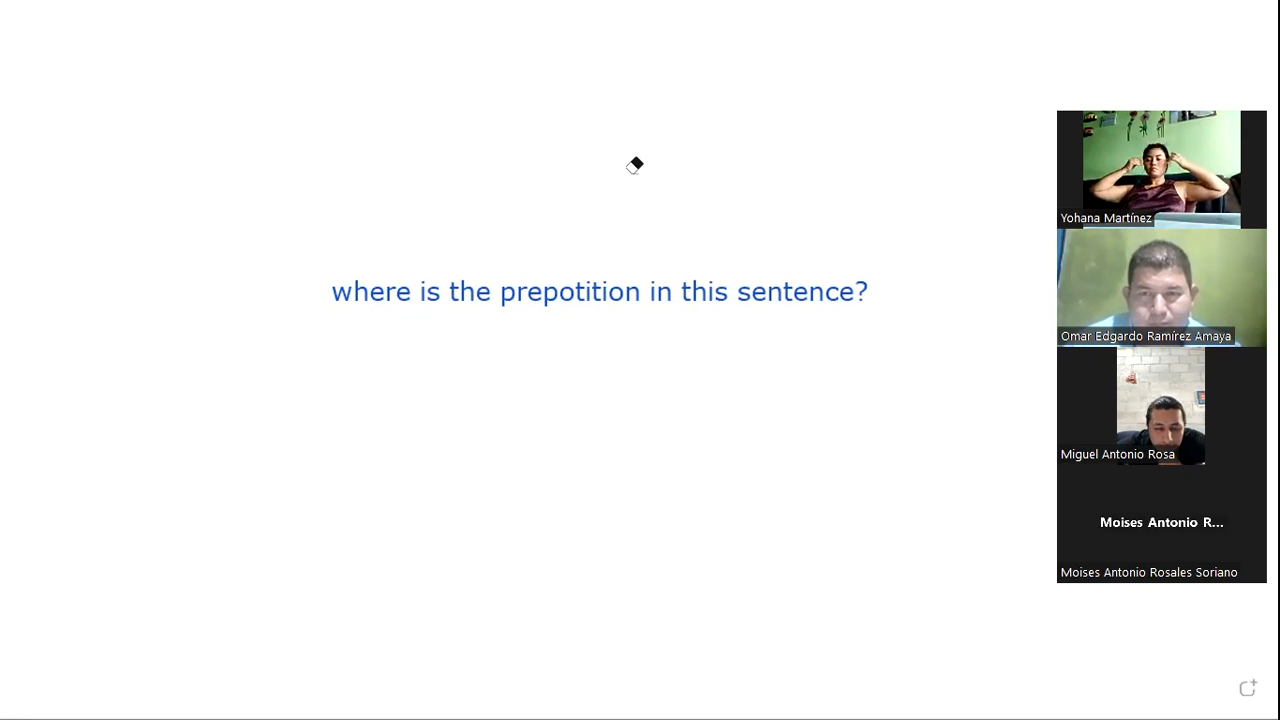 where is the prepotition in this sentence?
Yohana Martínez
Omar Edgardo Ramírez Amaya
Miguel Antonio Rosa
Moises Antonio R...
Moises Antonio Rosales Soriano